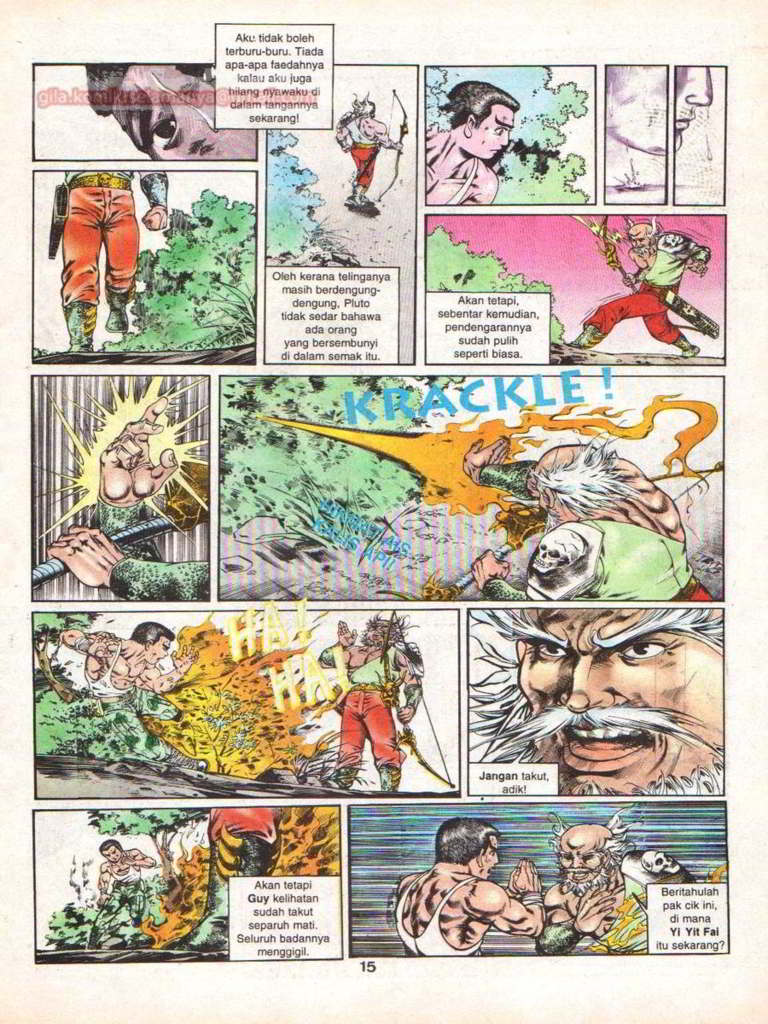 Aku tidak boleh
terburu-buru. Tiada
apa-apa faedahnya
kalau aku juga
hilang nyawaku di
dalam tangannya
sekarang!
Oleh kerana telinganya
masih berdengung-
dengung, Pluto
tidak sedar bahawa
ada orang
yang bersembunyi
di dalam semak itu.
Akan tetapi,
sebentar kemudian,
pendengarannya
sudah pulih
seperti biasa.
KRACKLE!
API!!
HA!
HA!
Jangan takut,
adik!
Akan tetapi
Guy kelihatan
sudah takut
separuh mati.
Seluruh badannya
menggigil.
Beritahulah
pak cik ini,
di mana
Yi Yit Fai
itu sekarang?
15